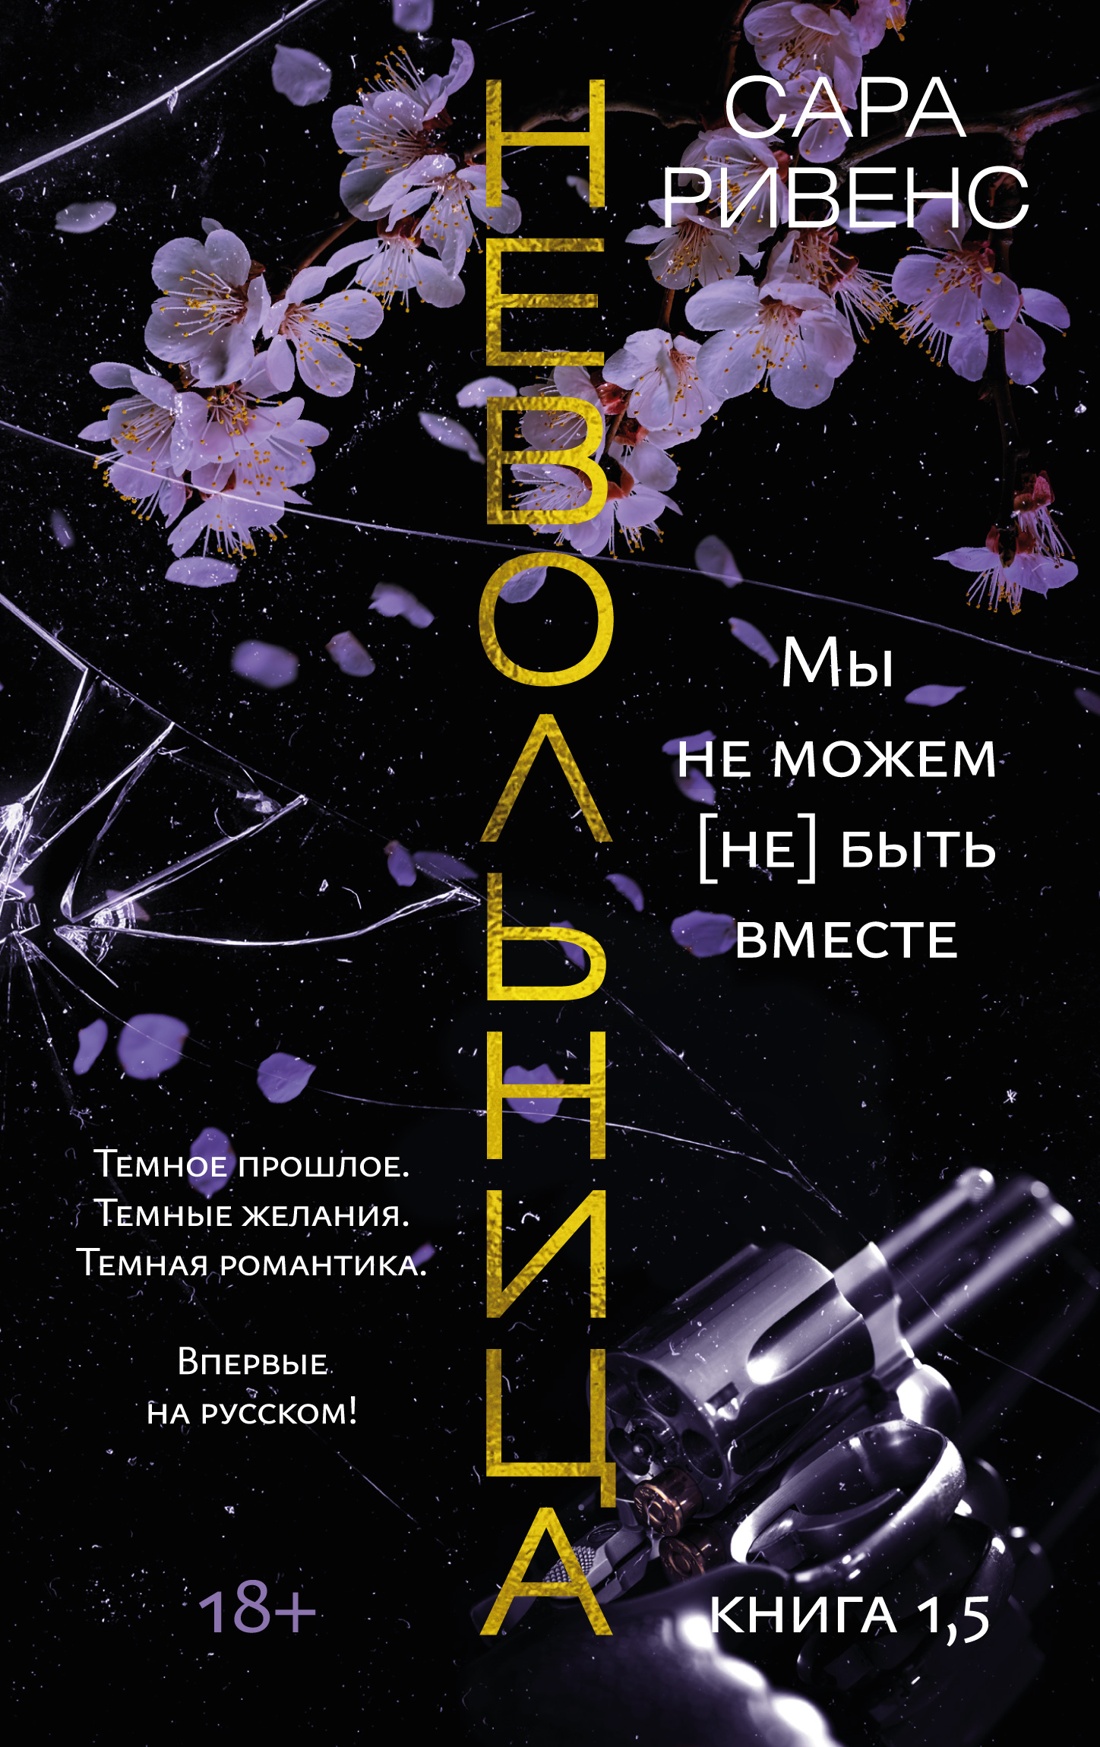 САРА
РИВЕНС
НЕВОЛЬНИЦА
Мы
не можем
[не] быть
вместе
Темное прошлое.
Темные желания.
Темная романтика.
Впервые
на русском!
18+
книга 1,5